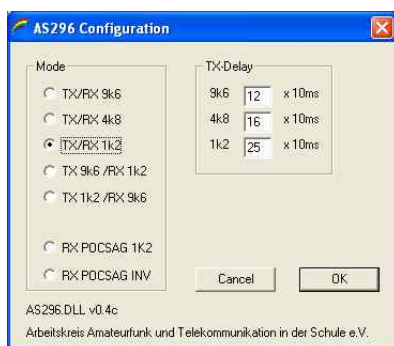 AS296 Configuration
Mode
TX/RX 9k6
TX/RX 4k8
TX/RX 1k2
TX 9k6 /RX 1k2
TX 1k2 /RX 9k6
RX POCSAG 1K2
RX POCSAG INV
TX-Delay
9k6 12 x 10ms
4k8 16 x 10ms
1k2 25 x 10ms
Cancel OK
AS296.DLL v0.4c
Arbeitskreis Amateurfunk und Telekommunikation in der Schule e.V.